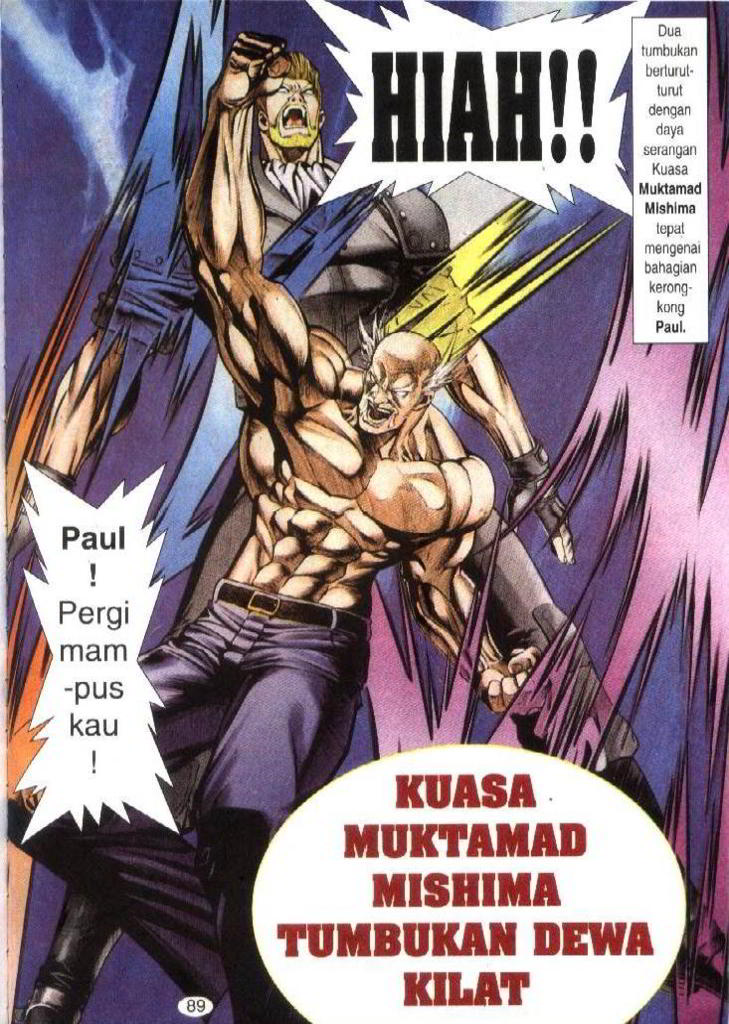 HIAH!!
Dua
tumbukan
berturut-
turut
dengan
daya
serangan
Kuasa
Muktamad
Mishima
tepat
mengenai
bahagian
kerong-
kong
Paul.
Paul
!
Pergi
mam
-pus
kau
!
KUASA
MUKTAMAD
MISHIMA
TUMBUKAN DEWA
KILAT
89